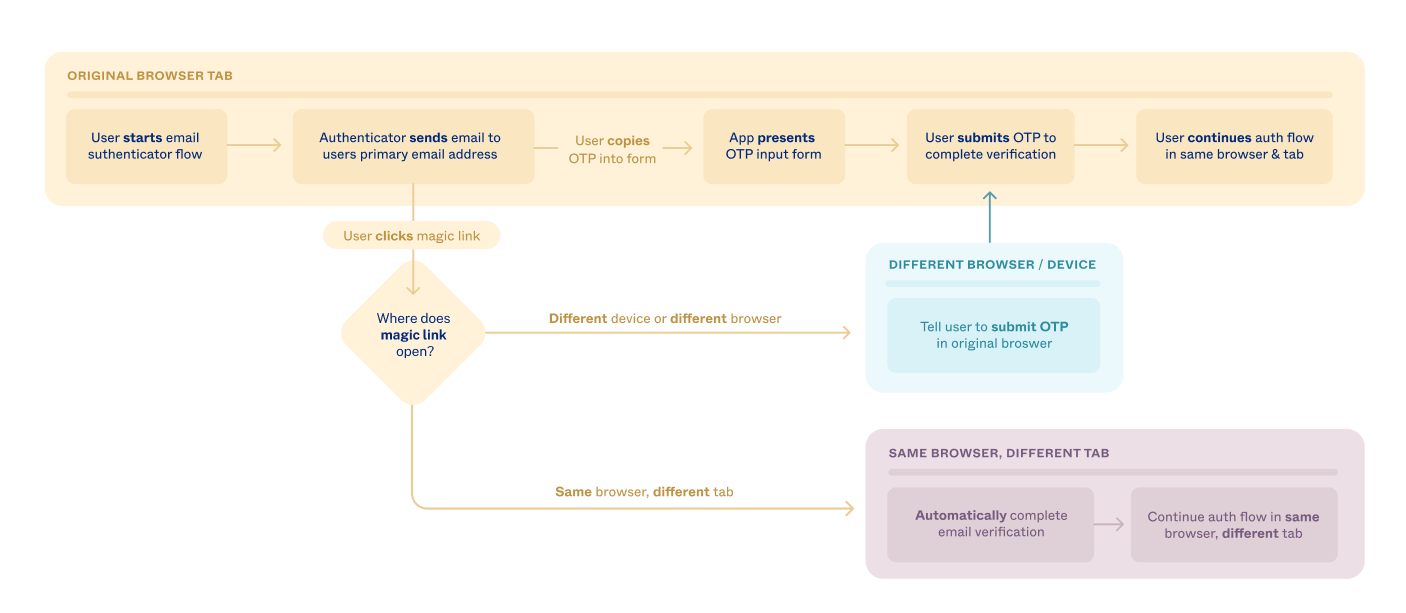 ORIGINAL BROWSER TAB
User starts email
suthenticator flow
Authenticator sends email to
users primary email address
User copies
OTP into form
App presents
OTP input form
User submits OTP to
complete verification
User continues auth flow
in same browser & tab
User clicks magic link
Where does
magic link
open?
Different device or different browser
DIFFERENT BROWSER / DEVICE
Tell user to submit OTP
in original broswer
Same browser, different tab
SAME BROWSER, DIFFERENT TAB
Automatically complete
email verification
Continue auth flow in same
browser, different tab